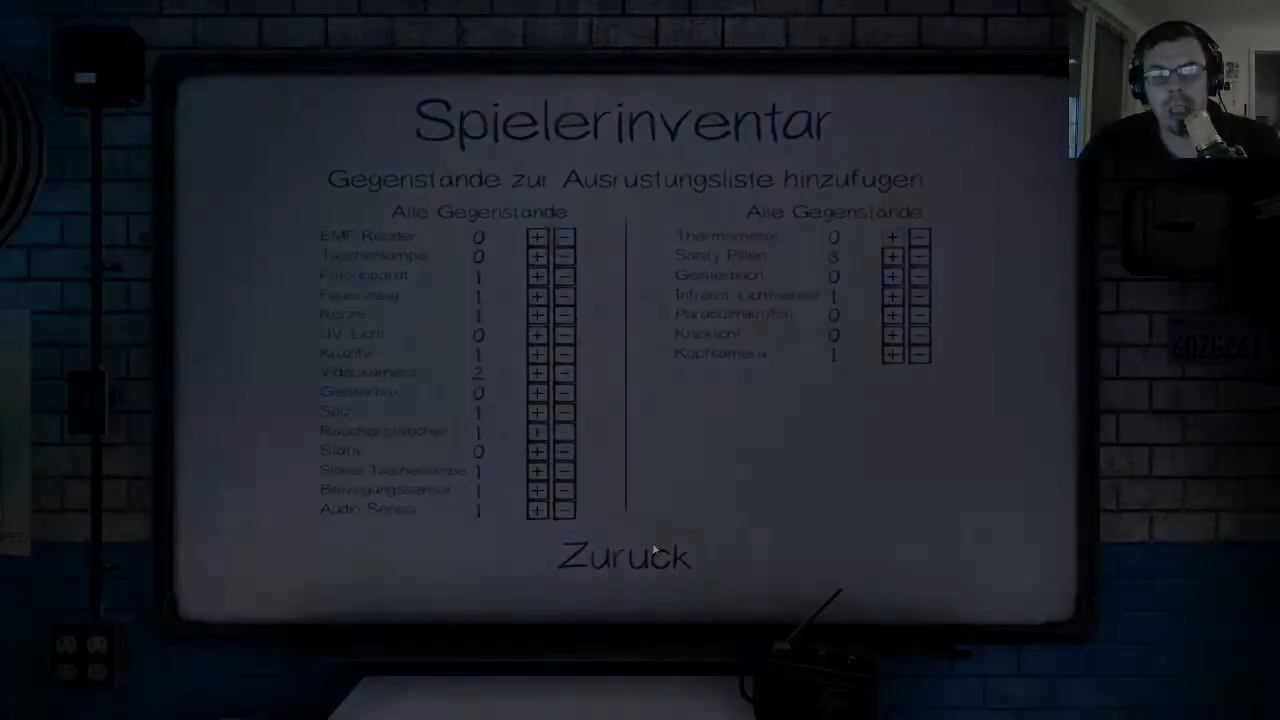 Spielerinventar
Gegenstande zur Ausrustungsliste hinzufugen
Alle Gegenstande
EMF Reader 0 + -
Taschenlampe 0 + -
Fotoapparat 1 + -
Feuerzeug 1 + -
Kerze 1 + -
UV-Licht 0 + -
Kruzifix 1 + -
Videokamera 2 + -
Geisterbox 0 + -
Salz 1 + -
Raucherstabchen 1 + -
Stativ 0 + -
Starke Taschenlampe 1 + -
Bewegungssensor 1 + -
Audio Sensor 1 + -
Alle Gegenstande
Thermometer 0 + -
Sanity Pillen 3 + -
Geisterbuch 0 + -
Infrarot-Lichtsensor 1 + -
Parabolmikrofon 0 + -
Knicklicht 0 + -
Kopfkamera 1 + -
Zuruck